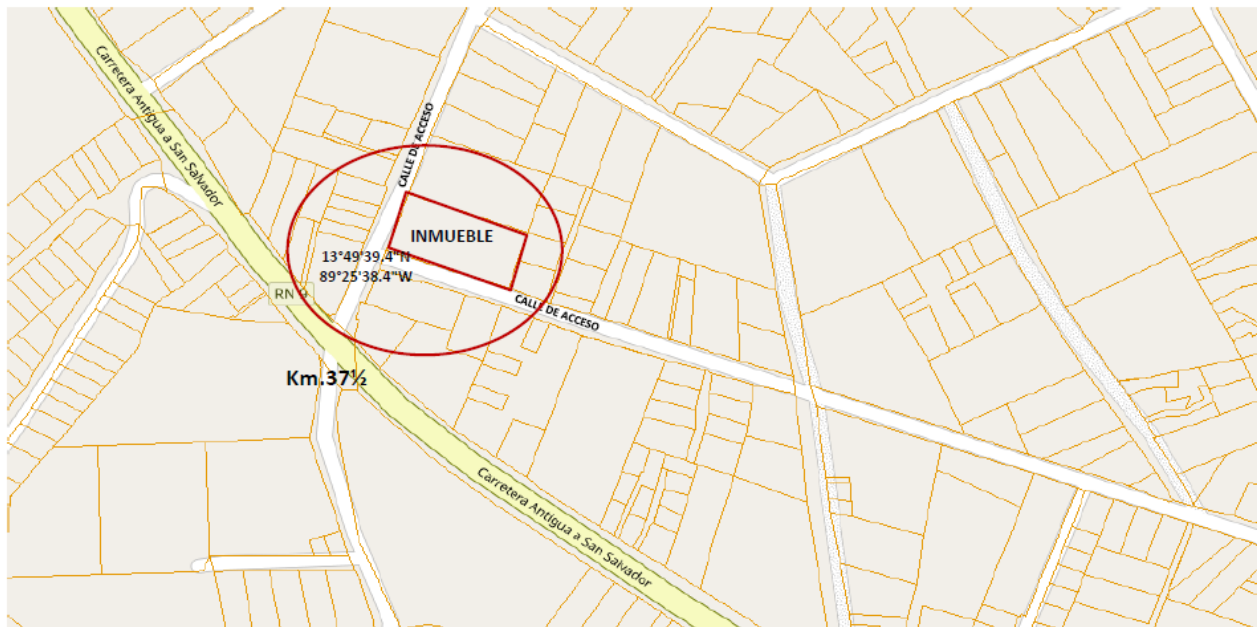 Carretera Antigua a San Salvador
CALLE DE ACCESO
INMUEBLE
13°49'39.4"N
89°25'38.4"W
RN 9
CALLE DE ACCESO
Km.37½
Carretera Antigua a San Salvador